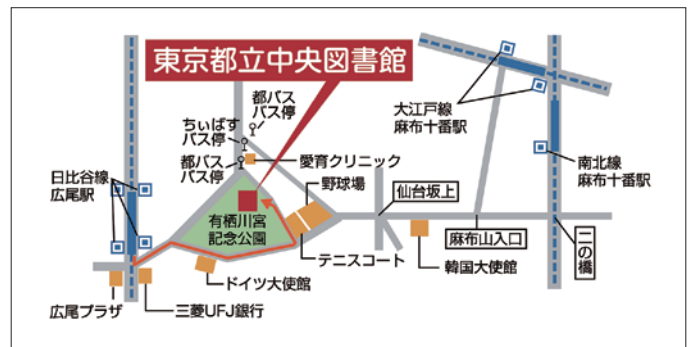 東京都立中央図書館
都バス
バス停
ちぃばす
バス停
都バス
バス停
愛育クリニック
野球場
大江戸線
麻布十番駅
日比谷線
広尾駅
南北線
麻布十番駅
仙台坂上
有栖川宮
記念公園
テニスコート
麻布山入口
二の橋
韓国大使館
ドイツ大使館
広尾プラザ
三菱UFJ銀行